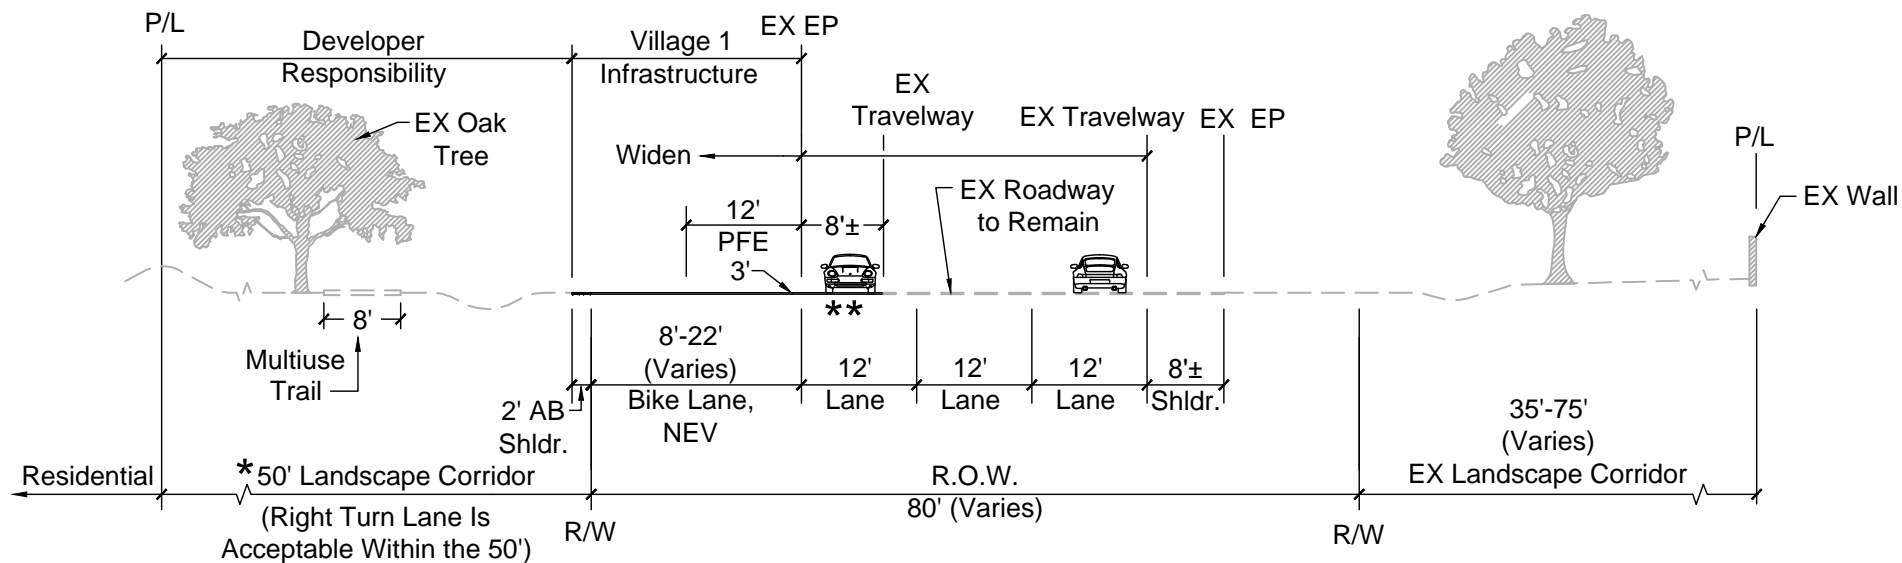 P/L
Developer
Responsibility
Village 1
Infrastructure
EX EP
EX
Travelway
EX Travelway
EX EP
P/L
EX Oak
Tree
Widen
EX Roadway
to Remain
EX Wall
12'
PFE
8'±
3'
**
8'
Multiuse
Trail
2' AB
Shldr.
8'-22'
(Varies)
Bike Lane,
NEV
12'
Lane
12'
Lane
12'
Lane
8'±
Shldr.
35'-75'
(Varies)
EX Landscape Corridor
Residential
*50' Landscape Corridor
(Right Turn Lane Is
Acceptable Within the 50')
R/W
R.O.W.
80' (Varies)
R/W